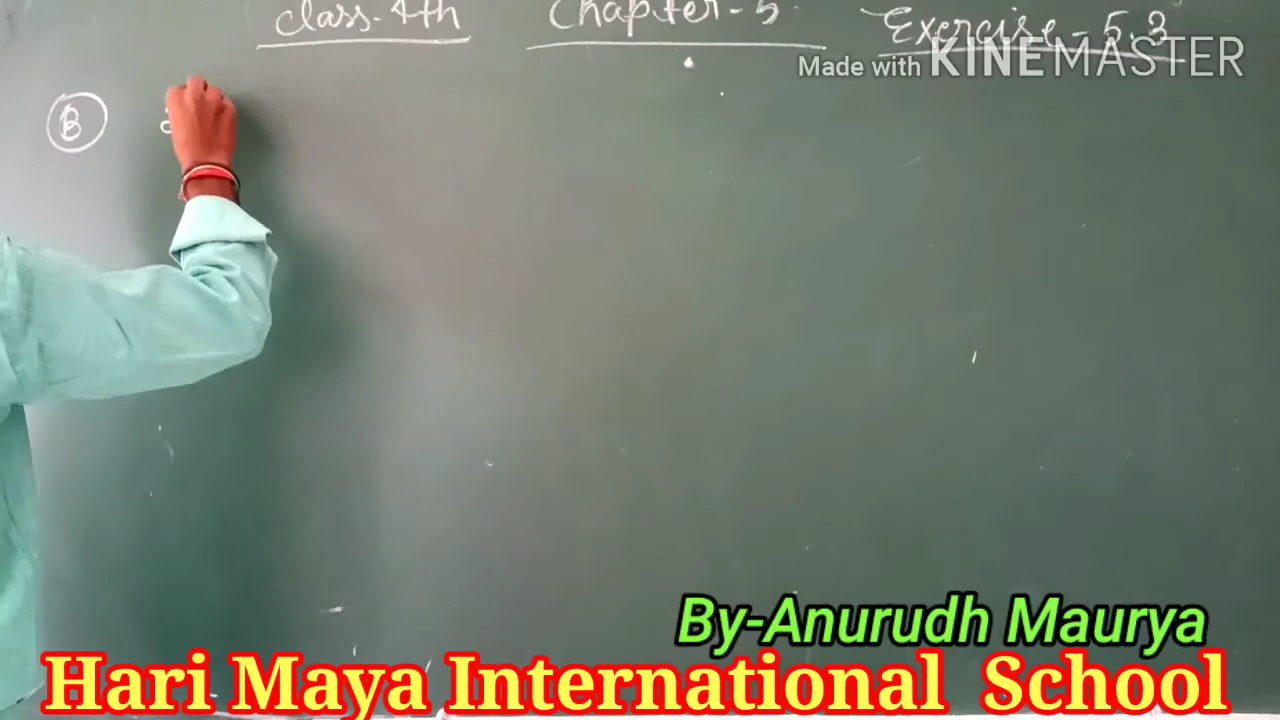 Class-4th Chapter-5 Exercise-5.3
Made with KINEMASTER
B
By-Anurudh Maurya
Hari Maya International School